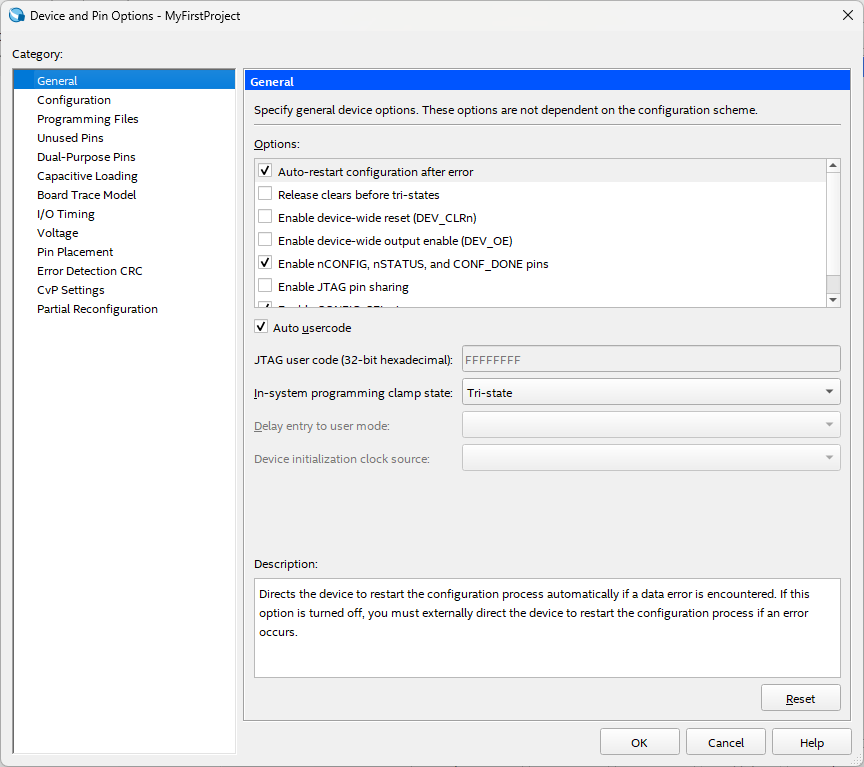 Device and Pin Options - MyFirstProject
Category:
General
Configuration
Programming Files
Unused Pins
Dual-Purpose Pins
Capacitive Loading
Board Trace Model
I/O Timing
Voltage
Pin Placement
Error Detection CRC
CvP Settings
Partial Reconfiguration
General
Specify general device options. These options are not dependent on the configuration scheme.
Options:
Auto-restart configuration after error
Release clears before tri-states
Enable device-wide reset (DEV_CLRn)
Enable device-wide output enable (DEV_OE)
Enable nCONFIG, nSTATUS, and CONF_DONE pins
Enable JTAG pin sharing
Auto usercode
JTAG user code (32-bit hexadecimal): FFFFFFFF
In-system programming clamp state: Tri-state
Delay entry to user mode:
Device initialization clock source:
Description:
Directs the device to restart the configuration process automatically if a data error is encountered. If this
option is turned off, you must externally direct the device to restart the configuration process if an error
occurs.
Reset
OK Cancel Help